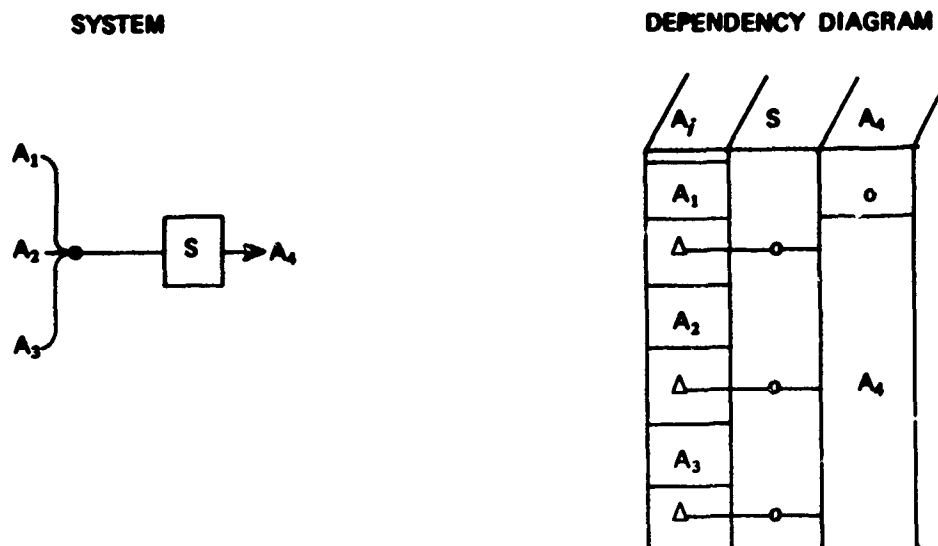 SYSTEM
DEPENDENCY DIAGRAM
A₁
A₂
A₃
S
A₄
Aⱼ S A₄
A₁ o
Δ
A₂
Δ A₄
A₃
Δ